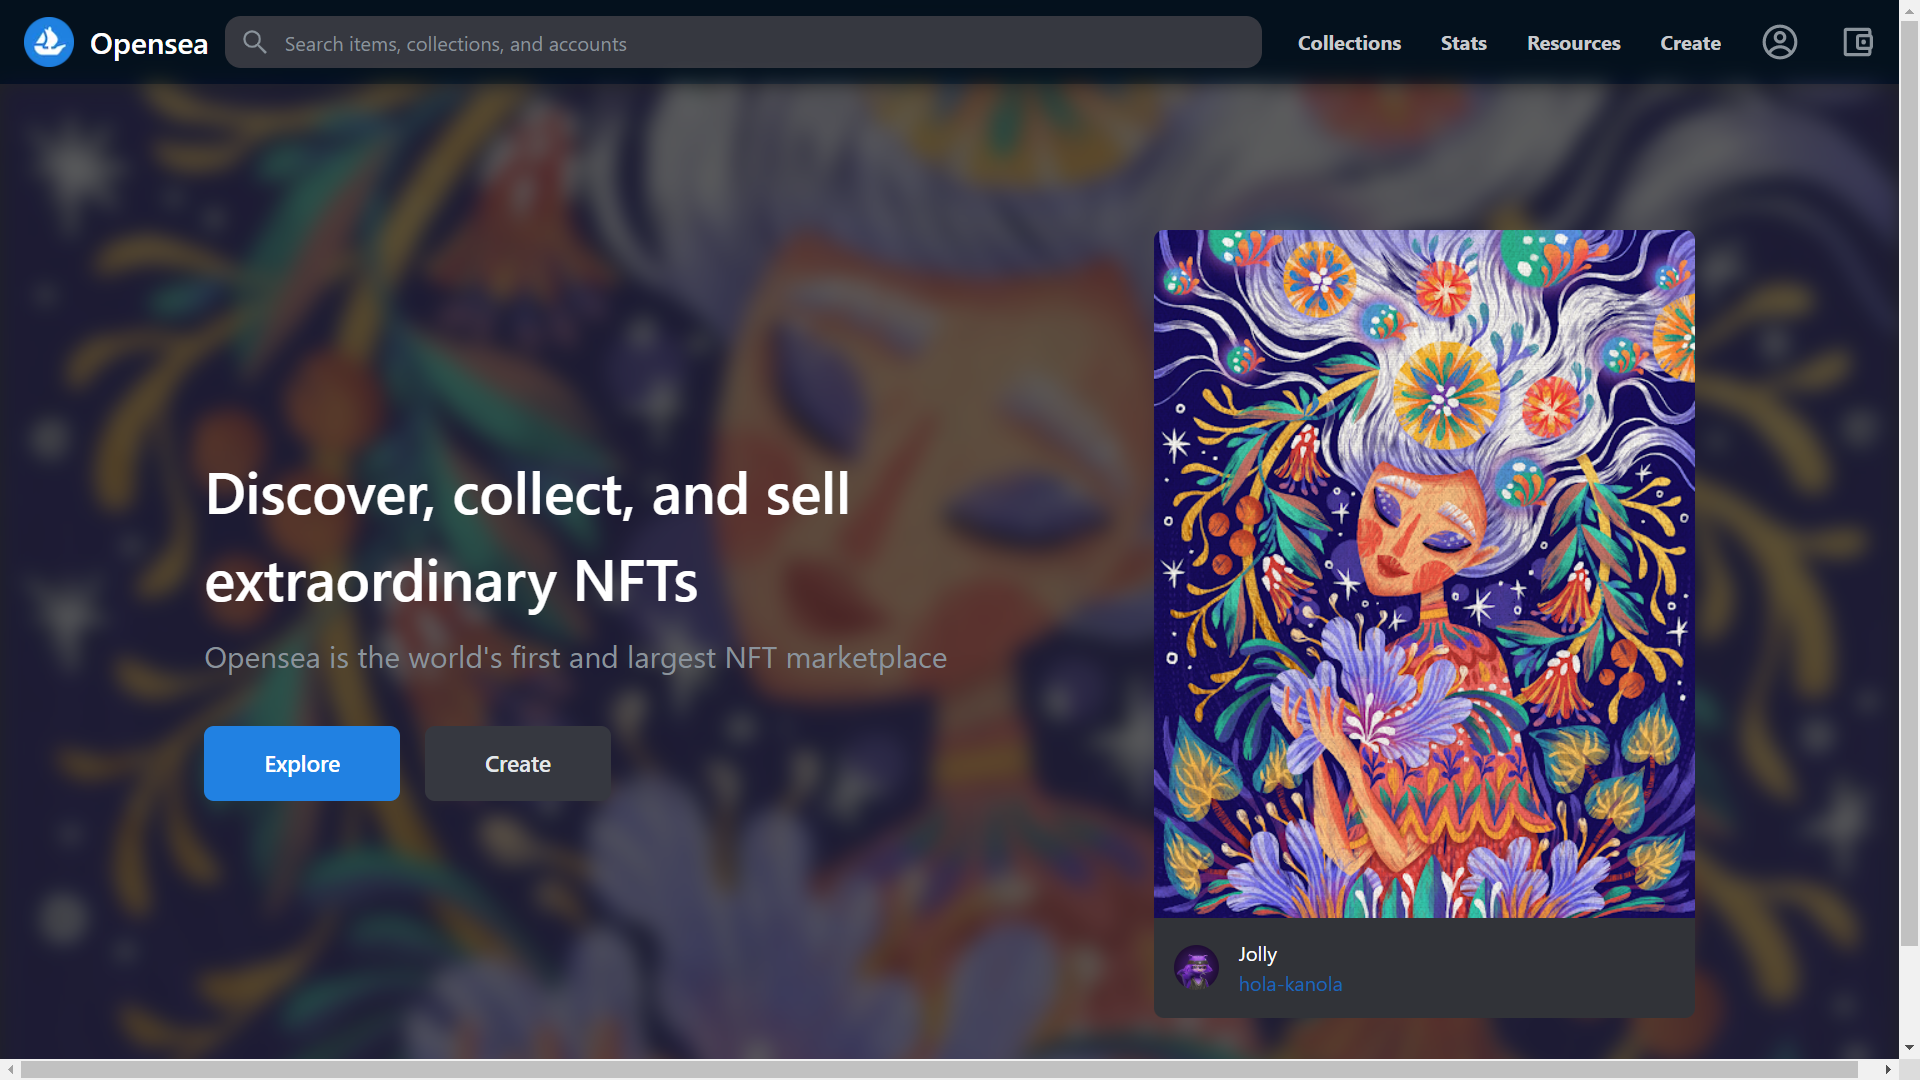 Opensea
Search items, collections, and accounts
Collections
Stats
Resources
Create
Discover, collect, and sell
extraordinary NFTs
Opensea is the world's first and largest NFT marketplace
Explore
Create
Jolly
hola-kanola